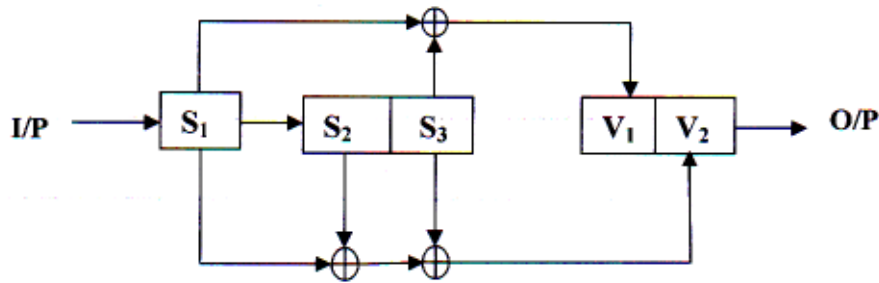 I/P S₁ S₂ S₃ V₁ V₂ O/P